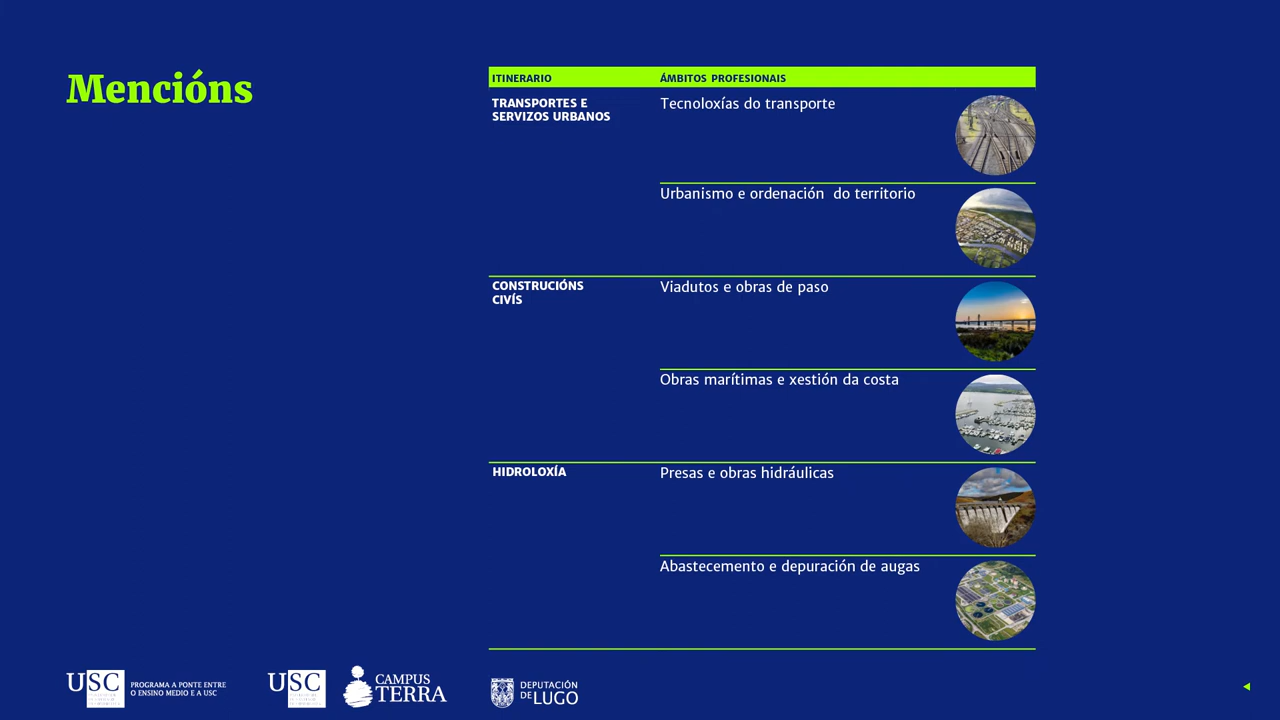 Mencións
ITINERARIO
ÁMBITOS PROFESIONAIS
TRANSPORTES E
SERVIZOS URBANOS
Tecnoloxías do transporte
Urbanismo e ordenación do territorio
CONSTRUCIÓNS
CIVÍS
Viadutos e obras de paso
Obras marítimas e xestión da costa
HIDROLOXÍA
Presas e obras hidráulicas
Abastecemento e depuración de augas
USC
PROGRAMA A PONTE ENTRE
O ENSINO MEDIO E A USC
USC
CAMPUS
TERRA
DEPUTACIÓN
DE LUGO